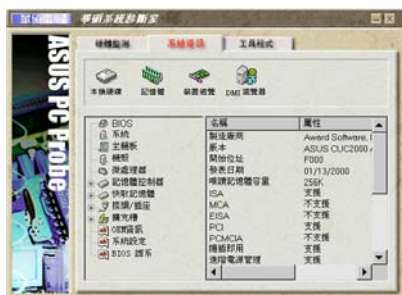 華碩系統診斷家
ASUS PC Probe
硬體監測
系統資訊
工具程式
本機硬碟
記憶體
裝置總覽
DMI 瀏覽器
BIOS
系統
主機板
機殼
微處理器
記憶體控制器
快取記憶體
接頭/插座
擴充槽
OEM資訊
系統設定
BIOS 語系
名稱 屬性
製造廠商 Award Software, I
版本 ASUS CUC2000
開始位址 F000
發表日期 01/13/2000
唯讀記憶體容量 256K
ISA 支援
MCA 不支援
EISA 不支援
PCI 支援
PCMCIA 不支援
隨插即用 支援
進階電源管理 支援